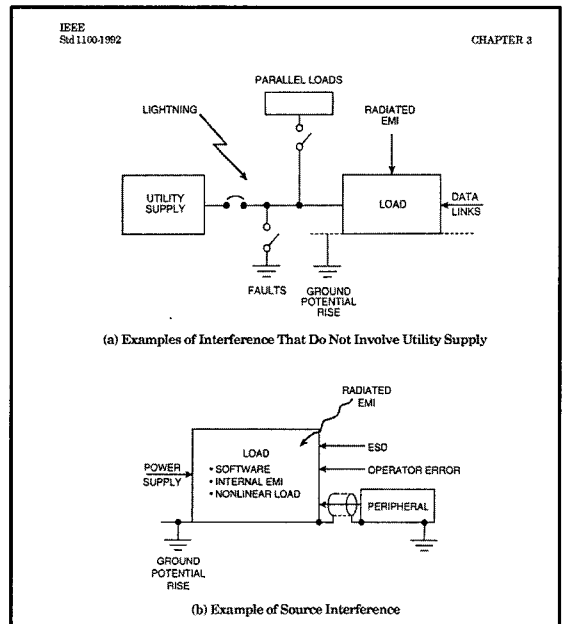 IEEE
Std 1100-1992
CHAPTER 3
PARALLEL LOADS
LIGHTNING
RADIATED
EMI
UTILITY
SUPPLY
LOAD
DATA
LINKS
FAULTS
GROUND
POTENTIAL
RISE
(a) Examples of Interference That Do Not Involve Utility Supply
RADIATED
EMI
LOAD
• SOFTWARE
• INTERNAL EMI
• NONLINEAR LOAD
POWER
SUPPLY
ESD
OPERATOR ERROR
PERIPHERAL
GROUND
POTENTIAL
RISE
(b) Example of Source Interference